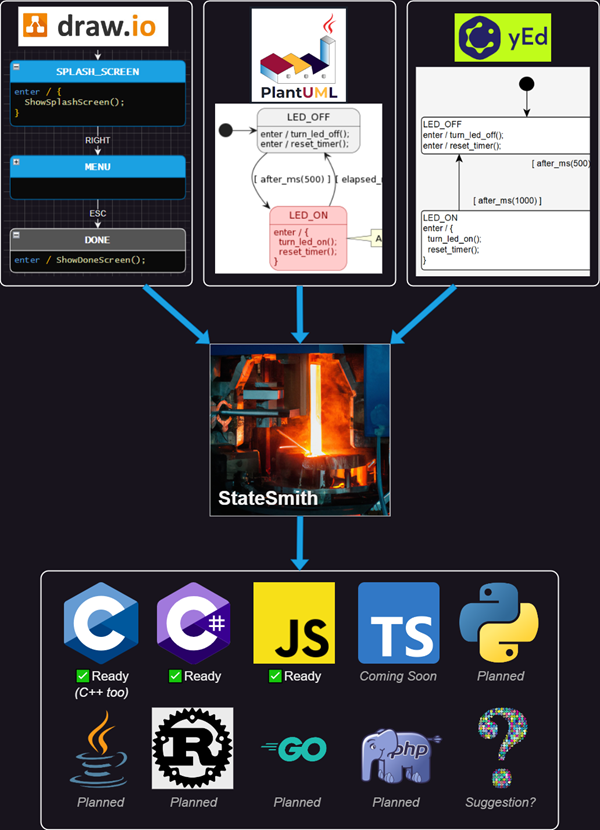 draw.io
SPLASH_SCREEN
enter / {
ShowSplashScreen();
}
RIGHT
MENU
ESC
DONE
enter / ShowDoneScreen();
PlantUML
LED_OFF
enter / turn_led_off();
enter / reset_timer();
[ after_ms(500) ]
[ elapsed_
LED_ON
enter / {
turn_led_on();
reset_timer();
}
A
yEd
LED_OFF
enter / turn_led_off();
enter / reset_timer();
[ after_ms(500)
[ after_ms(1000) ]
LED_ON
enter / {
turn_led_on();
reset_timer();
}
StateSmith
C
C#
JS
TS
✅ Ready
(C++ too)
✅ Ready
✅ Ready
Coming Soon
Planned
R
GO
php
?
Planned
Planned
Planned
Planned
Suggestion?